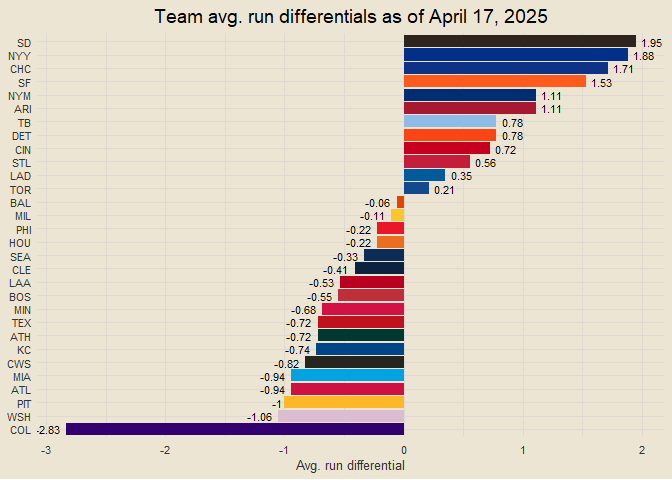 Team avg. run differentials as of April 17, 2025
SD 1.95
NYY 1.88
CHC 1.71
SF 1.53
NYM 1.11
ARI 1.11
TB 0.78
DET 0.78
CIN 0.72
STL 0.56
LAD 0.35
TOR 0.21
BAL -0.06
MIL -0.11
PHI -0.22
HOU -0.22
SEA -0.33
CLE -0.41
LAA -0.53
BOS -0.55
MIN -0.68
TEX -0.72
ATH -0.72
KC -0.74
CWS -0.82
MIA -0.94
ATL -0.94
PIT -1
WSH -1.06
COL -2.83
-3 -2 -1 0 1 2
Avg. run differential